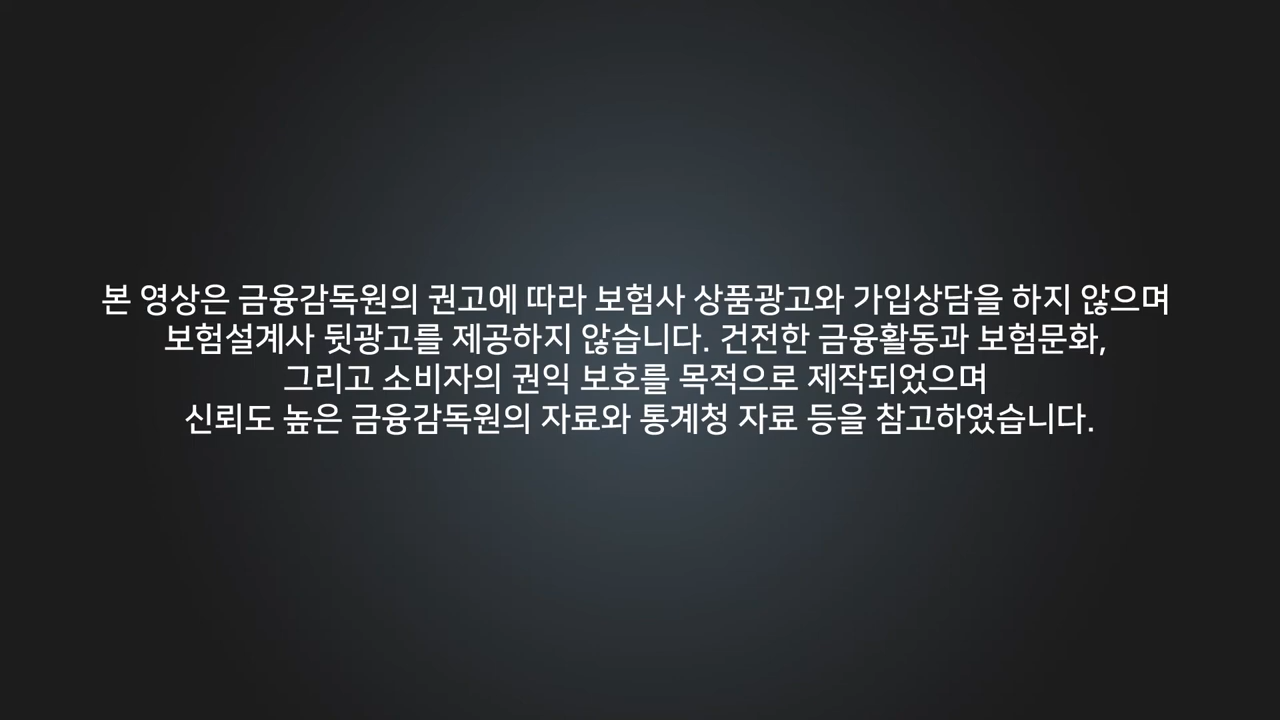 본 영상은 금융감독원의 권고에 따라 보험사 상품광고와 가입상담을 하지 않으며
보험설계사 뒷광고를 제공하지 않습니다. 건전한 금융활동과 보험문화,
그리고 소비자의 권익 보호를 목적으로 제작되었으며
신뢰도 높은 금융감독원의 자료와 통계청 자료 등을 참고하였습니다.